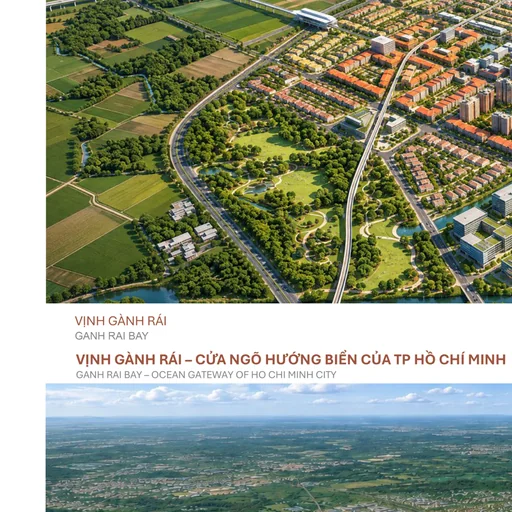 VỊNH GÀNH RÁI
GANH RAI BAY
VỊNH GÀNH RÁI – CỬA NGÕ HƯỚNG BIỂN CỦA TP HỒ CHÍ MINH
GANH RAI BAY – OCEAN GATEWAY OF HO CHI MINH CITY